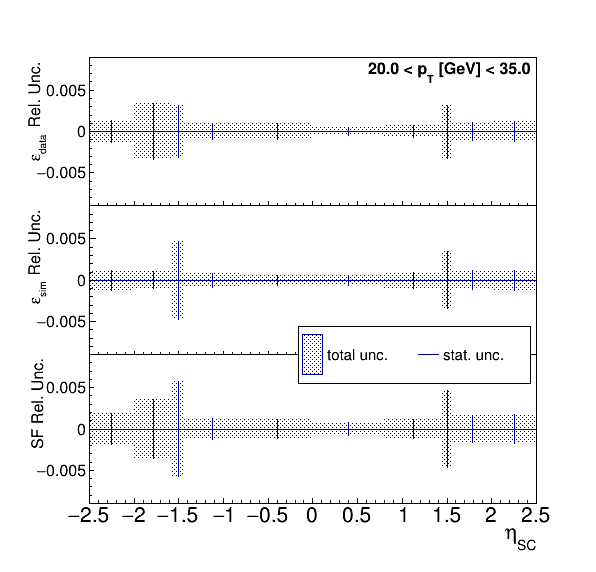 20.0 < p_T [GeV] < 35.0
ε_data Rel. Unc.
0.005
0
−0.005
ε_sim Rel. Unc.
0.005
0
−0.005
total unc. stat. unc.
SF Rel. Unc.
0.005
0
−0.005
−2.5 −2 −1.5 −1 −0.5 0 0.5 1 1.5 2 2.5
η_SC